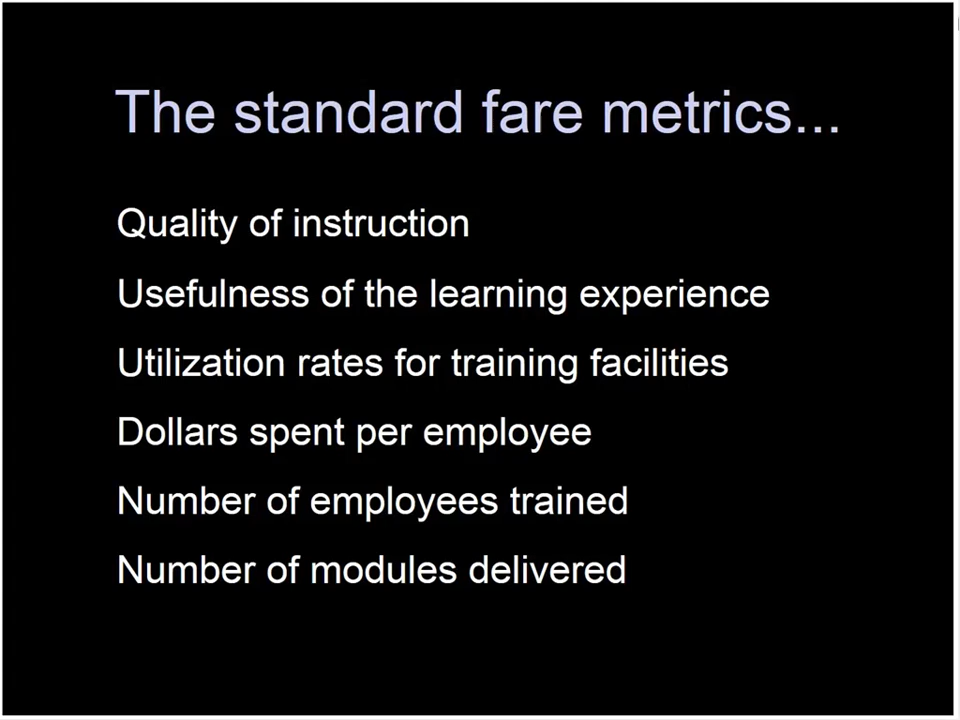 The standard fare metrics...
Quality of instruction
Usefulness of the learning experience
Utilization rates for training facilities
Dollars spent per employee
Number of employees trained
Number of modules delivered